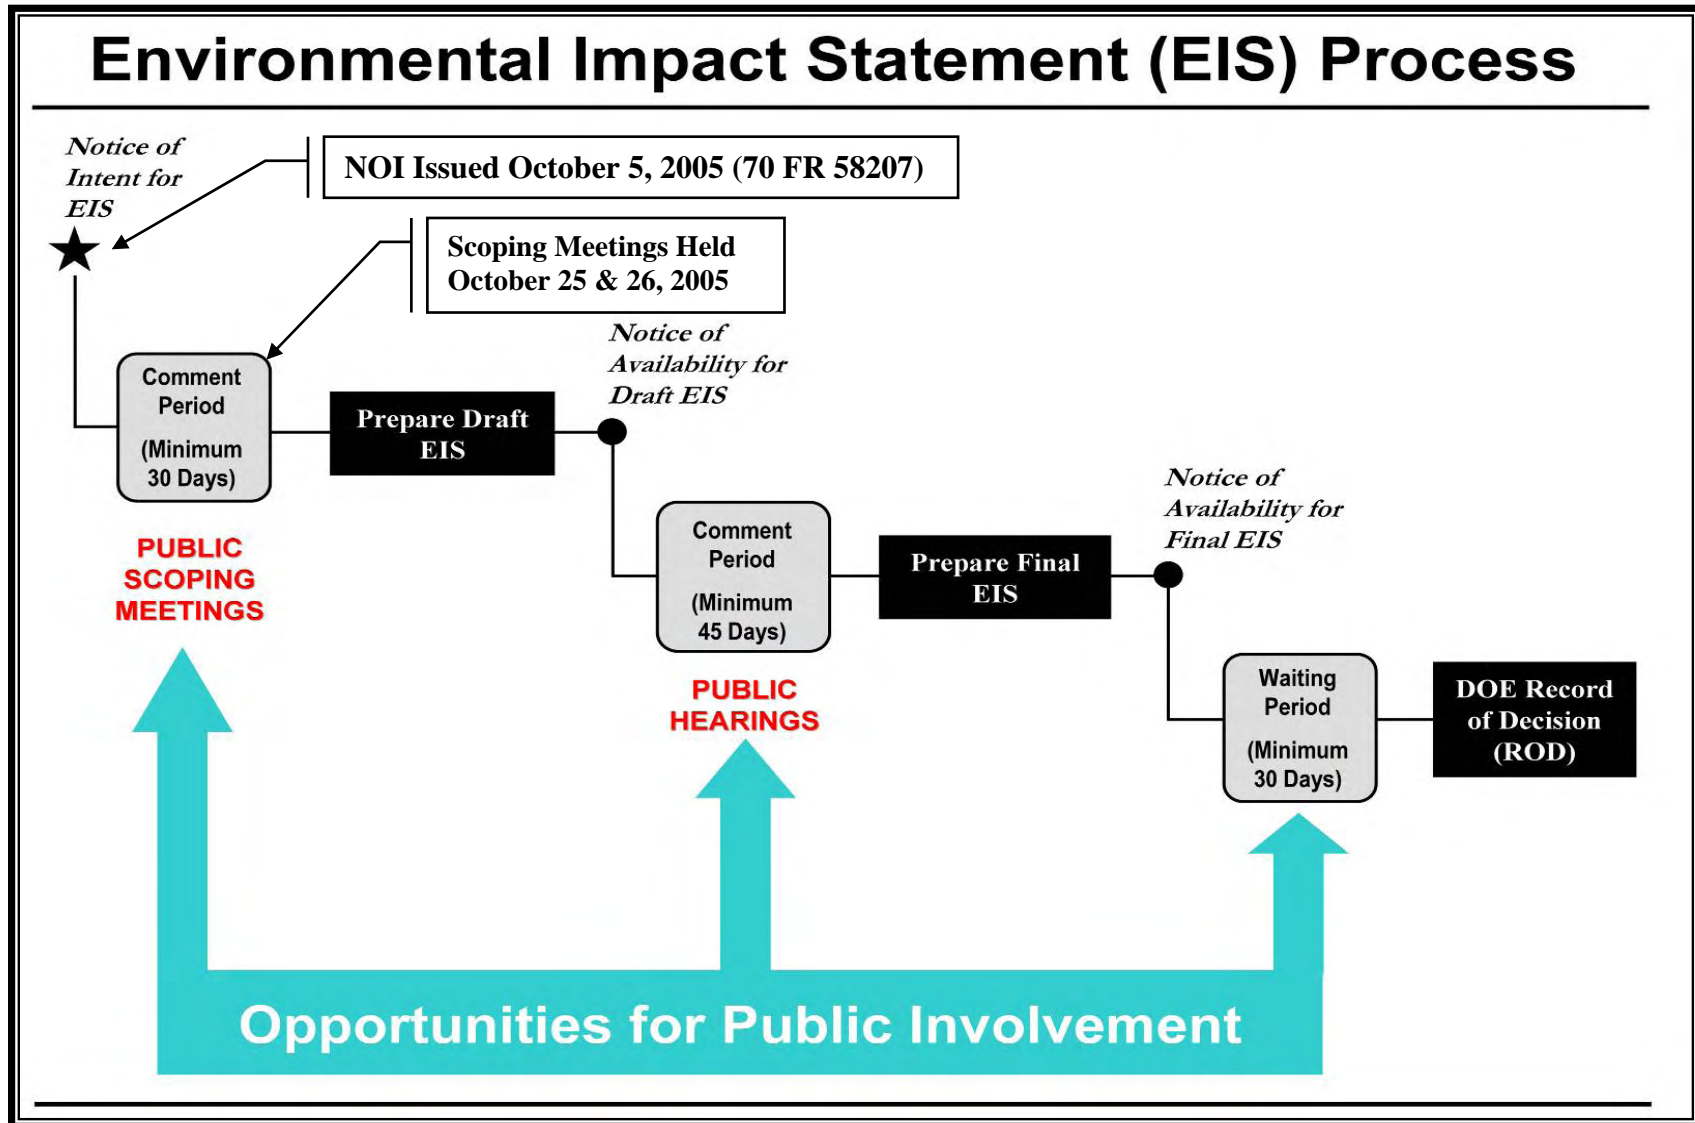 Environmental Impact Statement (EIS) Process
Notice of
Intent for
EIS
NOI Issued October 5, 2005 (70 FR 58207)
Scoping Meetings Held
October 25 & 26, 2005
Comment
Period
(Minimum
30 Days)
PUBLIC
SCOPING
MEETINGS
Prepare Draft
EIS
Notice of
Availability for
Draft EIS
Comment
Period
(Minimum
45 Days)
PUBLIC
HEARINGS
Prepare Final
EIS
Notice of
Availability for
Final EIS
Waiting
Period
(Minimum
30 Days)
DOE Record
of Decision
(ROD)
Opportunities for Public Involvement